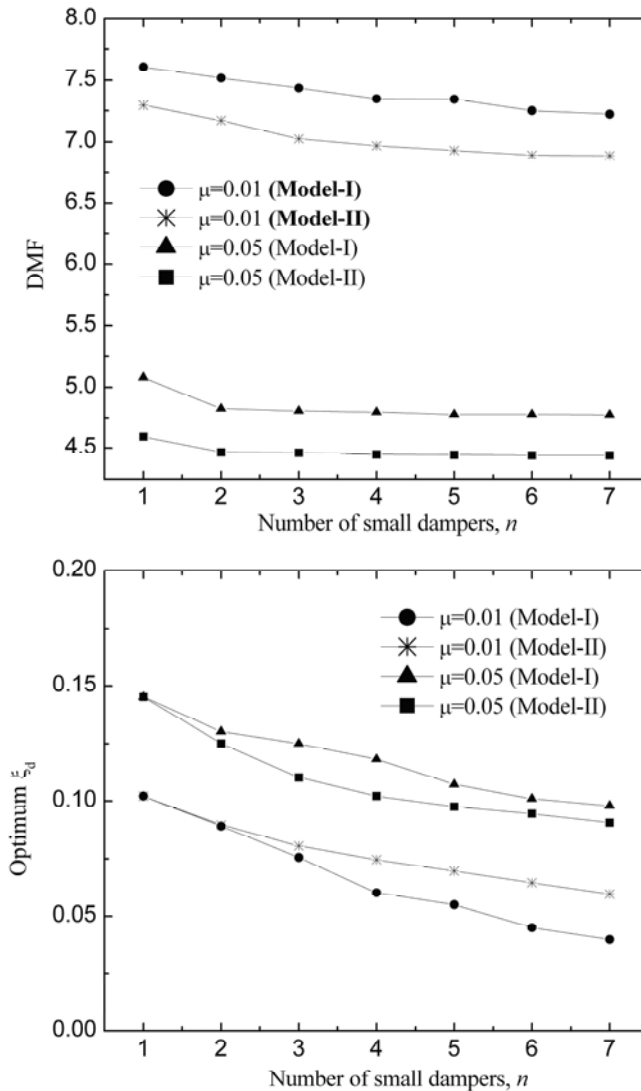 8.0
7.5
7.0
6.5
6.0
5.5
5.0
4.5
DMF
μ=0.01 (Model-I)
μ=0.01 (Model-II)
μ=0.05 (Model-I)
μ=0.05 (Model-II)
1 2 3 4 5 6 7
Number of small dampers, n
0.20
0.15
0.10
0.05
0.00
Optimum ξd
μ=0.01 (Model-I)
μ=0.01 (Model-II)
μ=0.05 (Model-I)
μ=0.05 (Model-II)
1 2 3 4 5 6 7
Number of small dampers, n